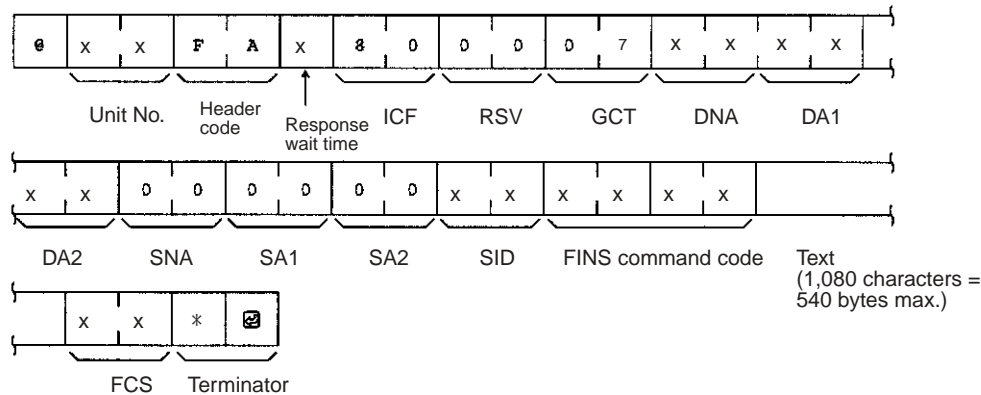 @ x x F A x 8 0 0 0 0 7 x x x x
Unit No. Header code Response wait time ICF RSV GCT DNA DA1
x x 0 0 0 0 0 0 x x x x x x
DA2 SNA SA1 SA2 SID FINS command code Text
(1,080 characters =
540 bytes max.)
x x * ↵
FCS Terminator